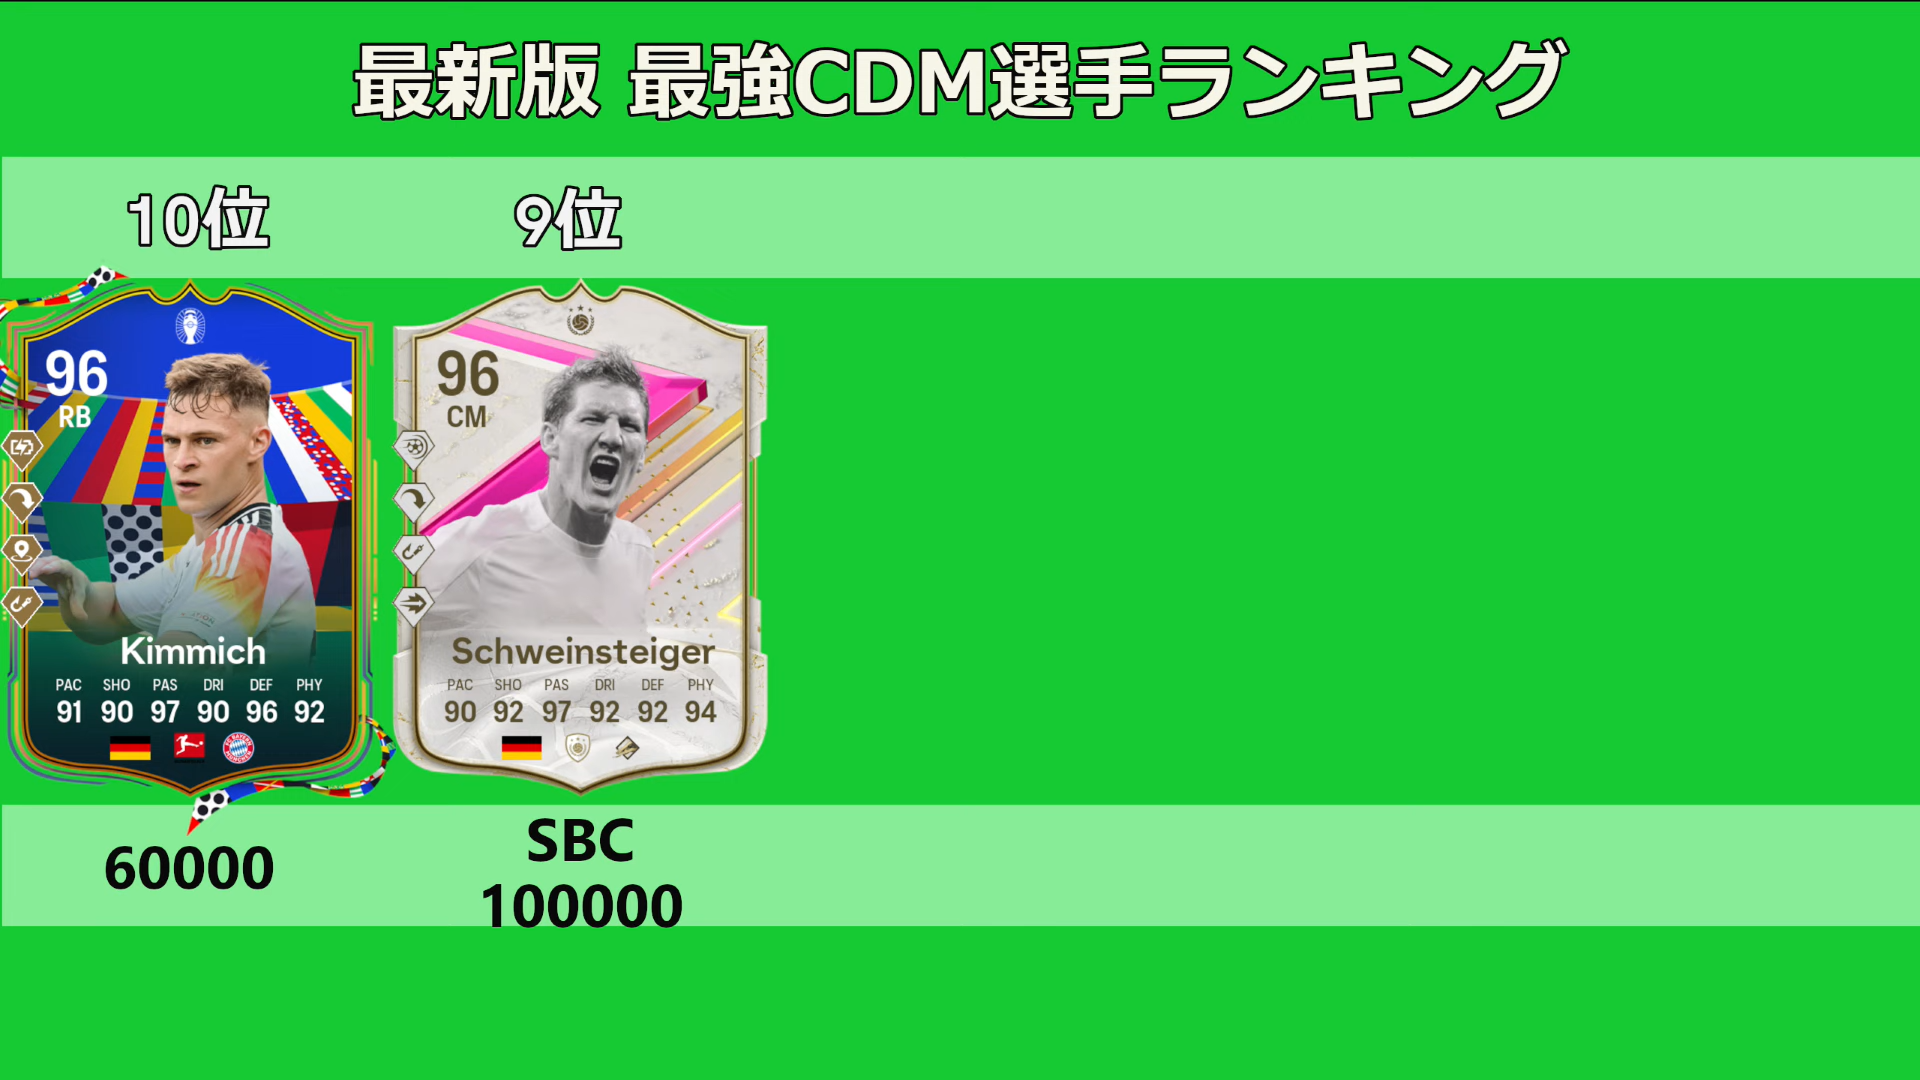 最新版 最強CDM選手ランキング
10位
9位
96
RB
Kimmich
PAC SHO PAS DRI DEF PHY
91 90 97 90 96 92
96
CM
Schweinsteiger
PAC SHO PAS DRI DEF PHY
90 92 97 92 92 94
60000
SBC
100000